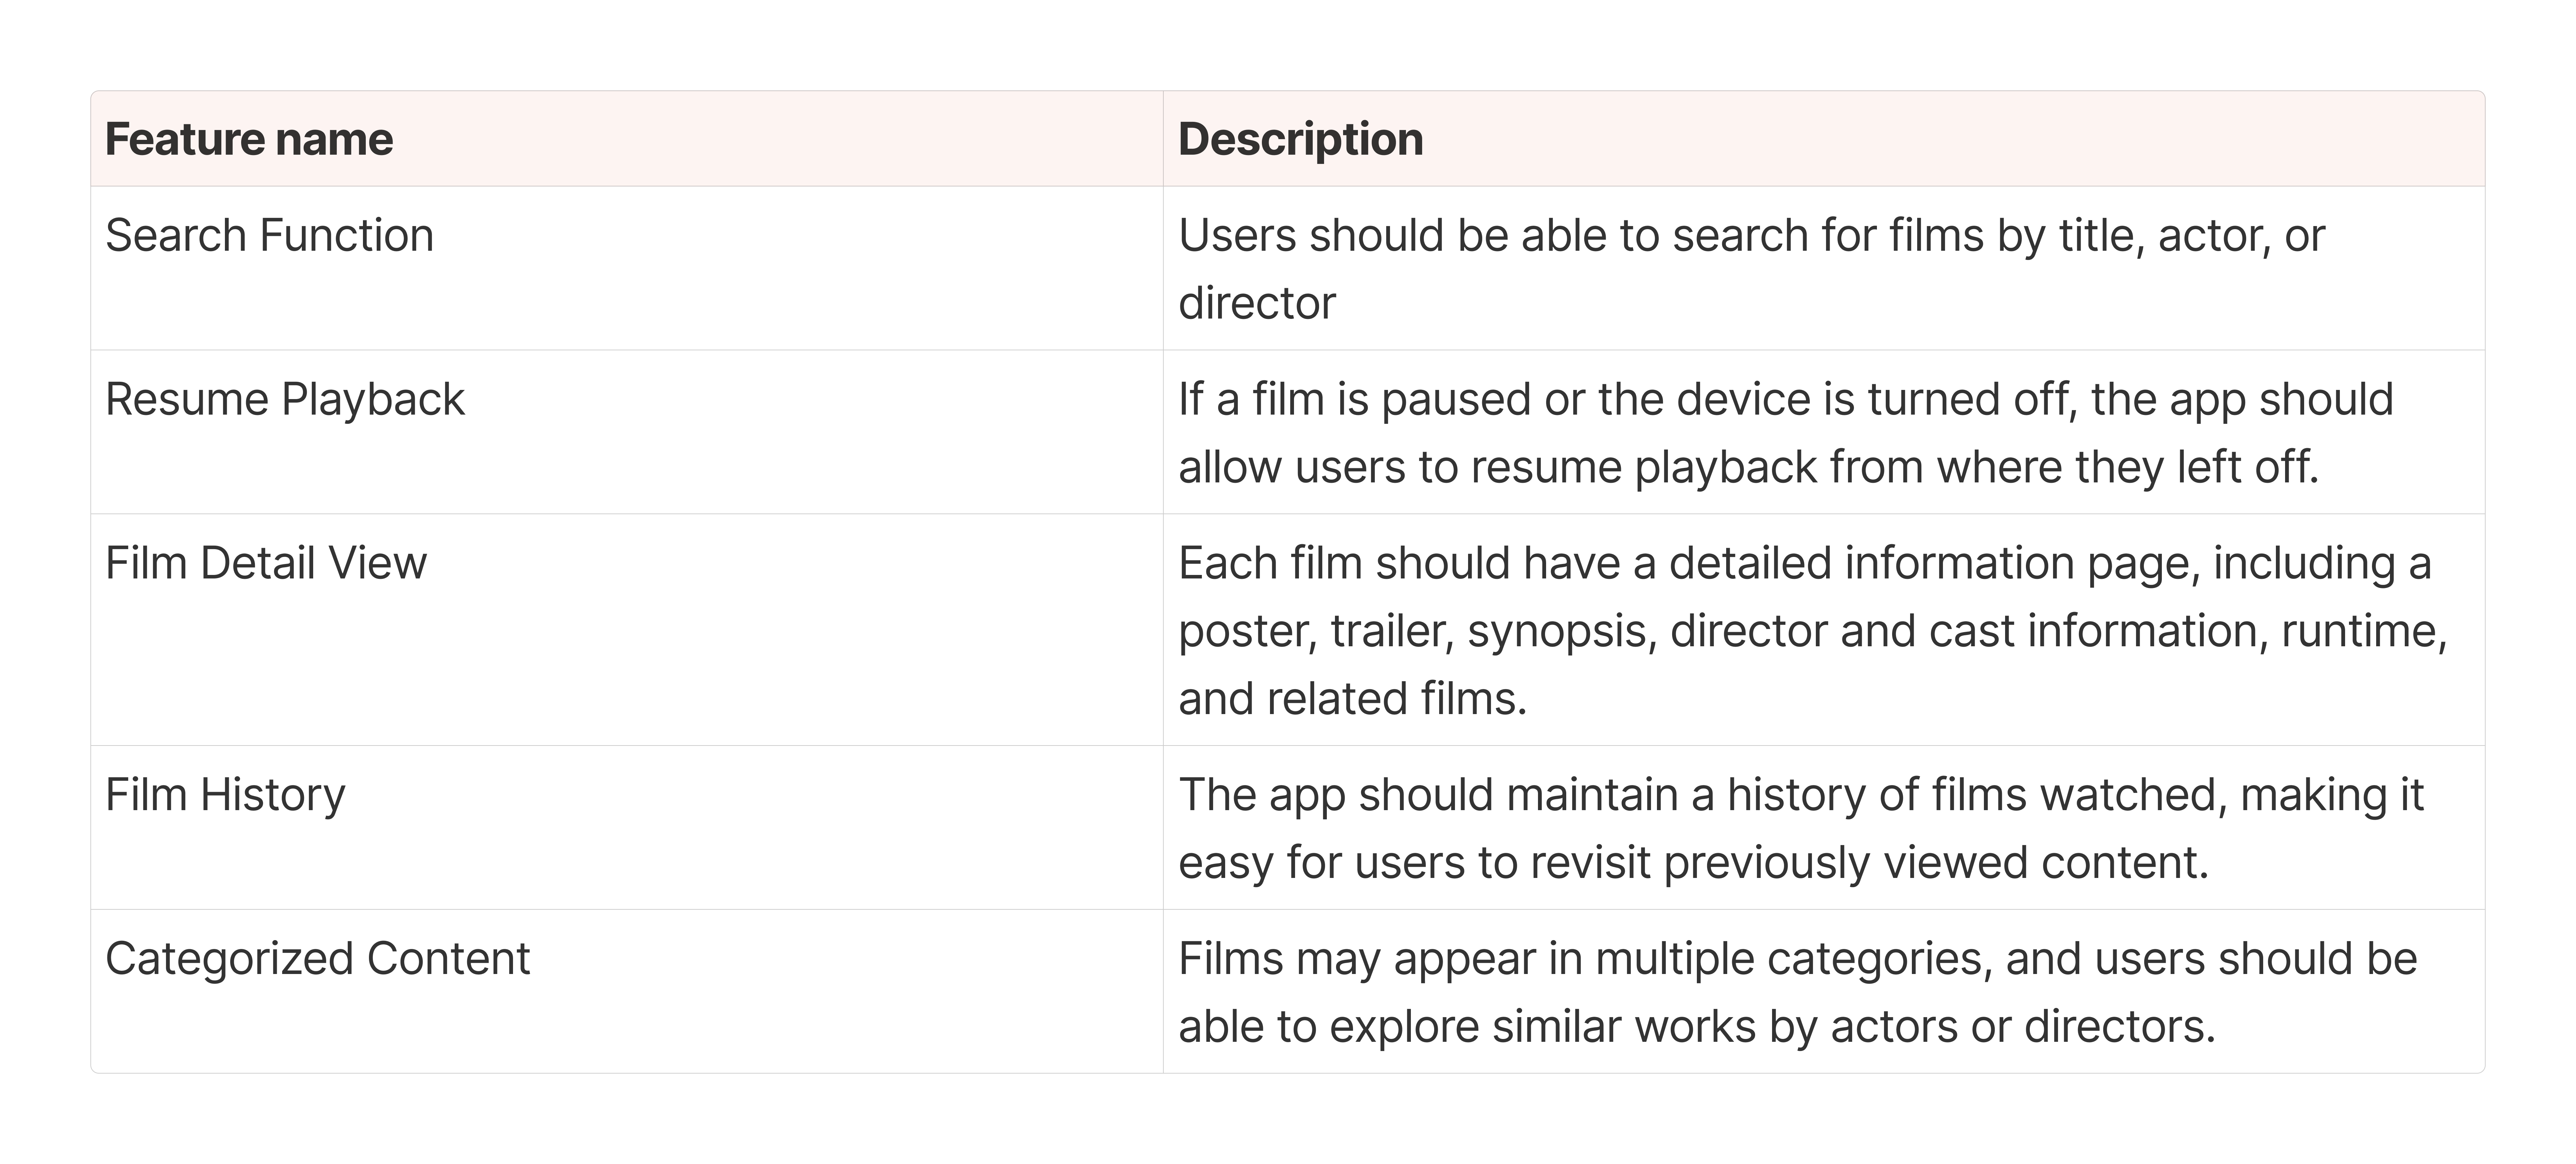 Feature name
Description
Search Function
Users should be able to search for films by title, actor, or
director
Resume Playback
If a film is paused or the device is turned off, the app should
allow users to resume playback from where they left off.
Film Detail View
Each film should have a detailed information page, including a
poster, trailer, synopsis, director and cast information, runtime,
and related films.
Film History
The app should maintain a history of films watched, making it
easy for users to revisit previously viewed content.
Categorized Content
Films may appear in multiple categories, and users should be
able to explore similar works by actors or directors.